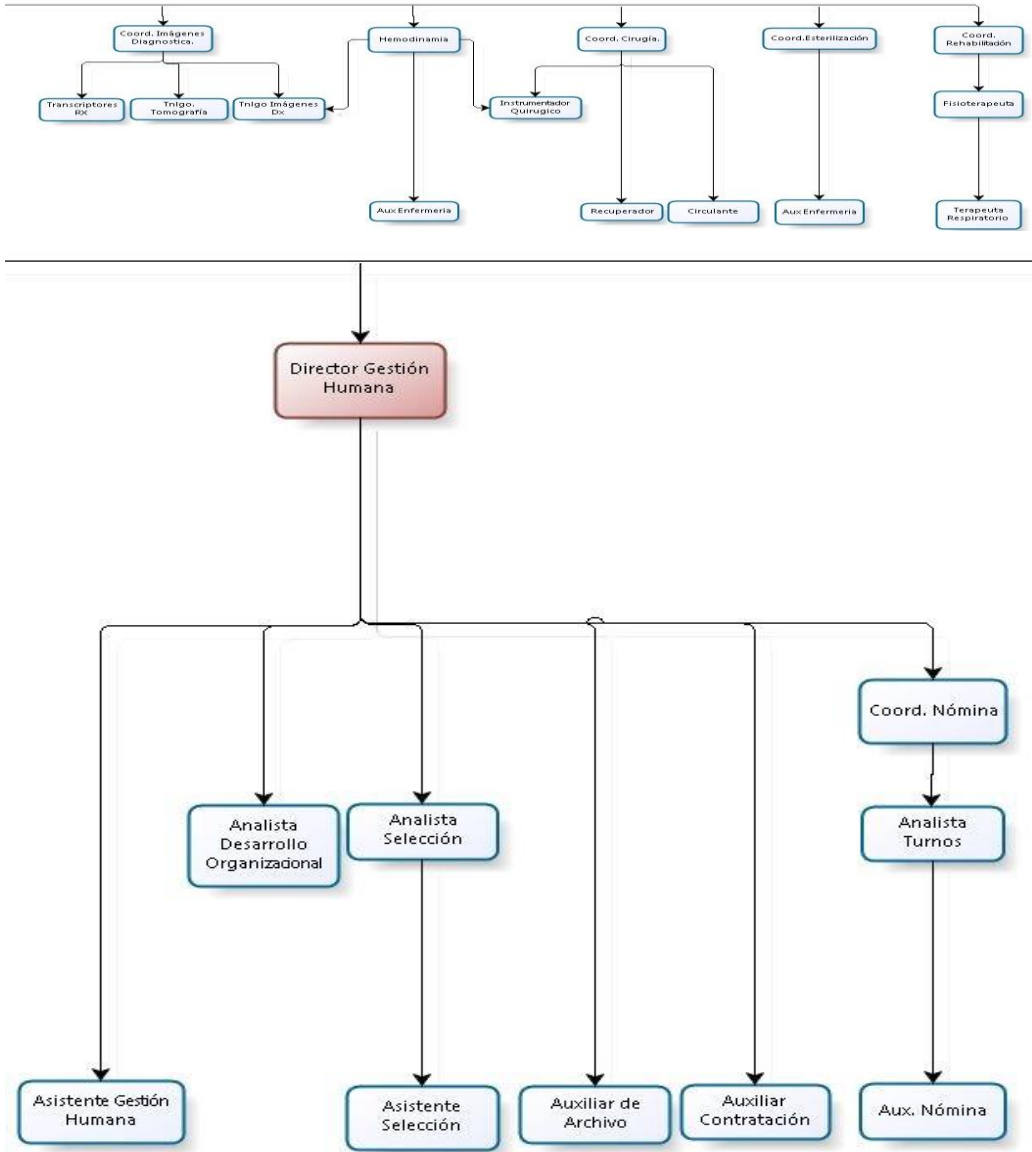 Coord. Imágenes
Diagnostica.
Hemodinamia
Coord. Cirugía.
Coord.Esterilización
Coord.
Rehabilitación
Transcriptores
RX
Tnlgo.
Tomografía
Tnlgo Imágenes
Dx
Instrumentador
Quirugico
Fisioterapeuta
Aux Enfermeria
Recuperador
Circulante
Aux Enfermeria
Terapeuta
Respiratorio
Director Gestión
Humana
Coord. Nómina
Analista
Desarrollo
Organizacional
Analista
Selección
Analista
Turnos
Asistente Gestión
Humana
Asistente
Selección
Auxiliar de
Archivo
Auxiliar
Contratación
Aux. Nómina